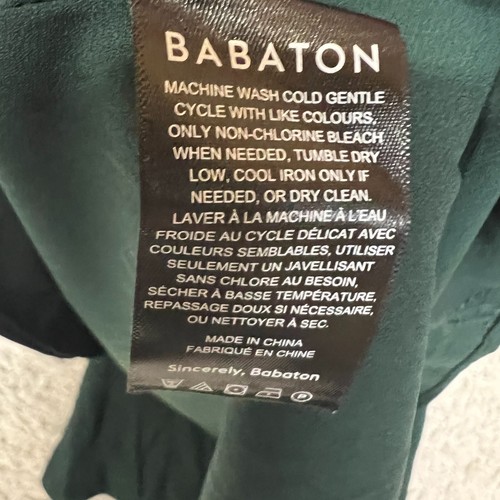 BABATON
MACHINE WASH COLD GENTLE
CYCLE WITH LIKE COLOURS,
ONLY NON-CHLORINE BLEACH
WHEN NEEDED, TUMBLE DRY
LOW, COOL IRON ONLY IF
NEEDED, OR DRY CLEAN.
LAVER À LA MACHINE À L'EAU
FROIDE AU CYCLE DÉLICAT AVEC
COULEURS SEMBLABLES, UTILISER
SEULEMENT UN JAVELLISANT
SANS CHLORE AU BESOIN,
SÉCHER À BASSE TEMPÉRATURE,
REPASSAGE DOUX SI NÉCESSAIRE,
OU NETTOYER À SEC.
MADE IN CHINA
FABRIQUÉ EN CHINE
Sincerely, Babaton
P